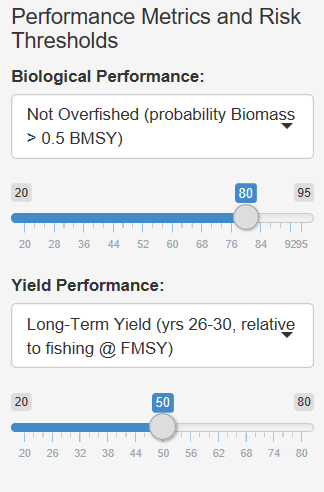 Performance Metrics and Risk
Thresholds
Biological Performance:
Not Overfished (probability Biomass
> 0.5 BMSY)
20 80 95
20 28 36 44 52 60 68 76 84 9295
Yield Performance:
Long-Term Yield (yrs 26-30, relative
to fishing @ FMSY)
20 50 80
20 26 32 38 44 50 56 62 68 74 80